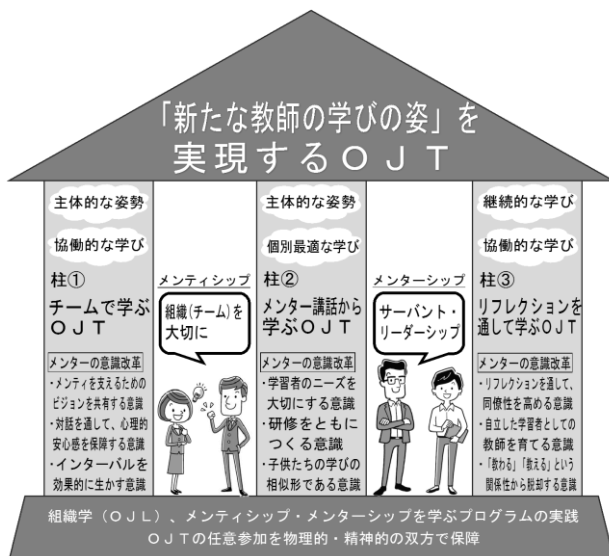 「新たな教師の学びの姿」を
実現するＯＪＴ
主体的な姿勢
協働的な学び
柱①
チームで学ぶ
ＯＪＴ
メンターの意識改革
・メンティを支えるための
ビジョンを共有する意識
・対話を通して、心理的
安心感を保障する意識
・インターバルを
効果的に生かす意識
メンティシップ
組織(チーム)を
大切に
主体的な姿勢
個別最適な学び
柱②
メンター講話から
学ぶＯＪＴ
メンターの意識改革
・学習者のニーズを
大切にする意識
・研修をともに
つくる意識
・子供たちの学びの
相似形である意識
メンターシップ
サーバント・
リーダーシップ
継続的な学び
協働的な学び
柱③
リフレクションを
通して学ぶＯＪＴ
メンターの意識改革
・リフレクションを通して、
同僚性を高める意識
・自立した学習者としての
教師を育てる意識
・「教わる」「教える」という
関係性から脱却する意識
組織学（ＯＪＬ）、メンティシップ・メンターシップを学ぶプログラムの実践
ＯＪＴの任意参加を物理的・精神的の双方で保障